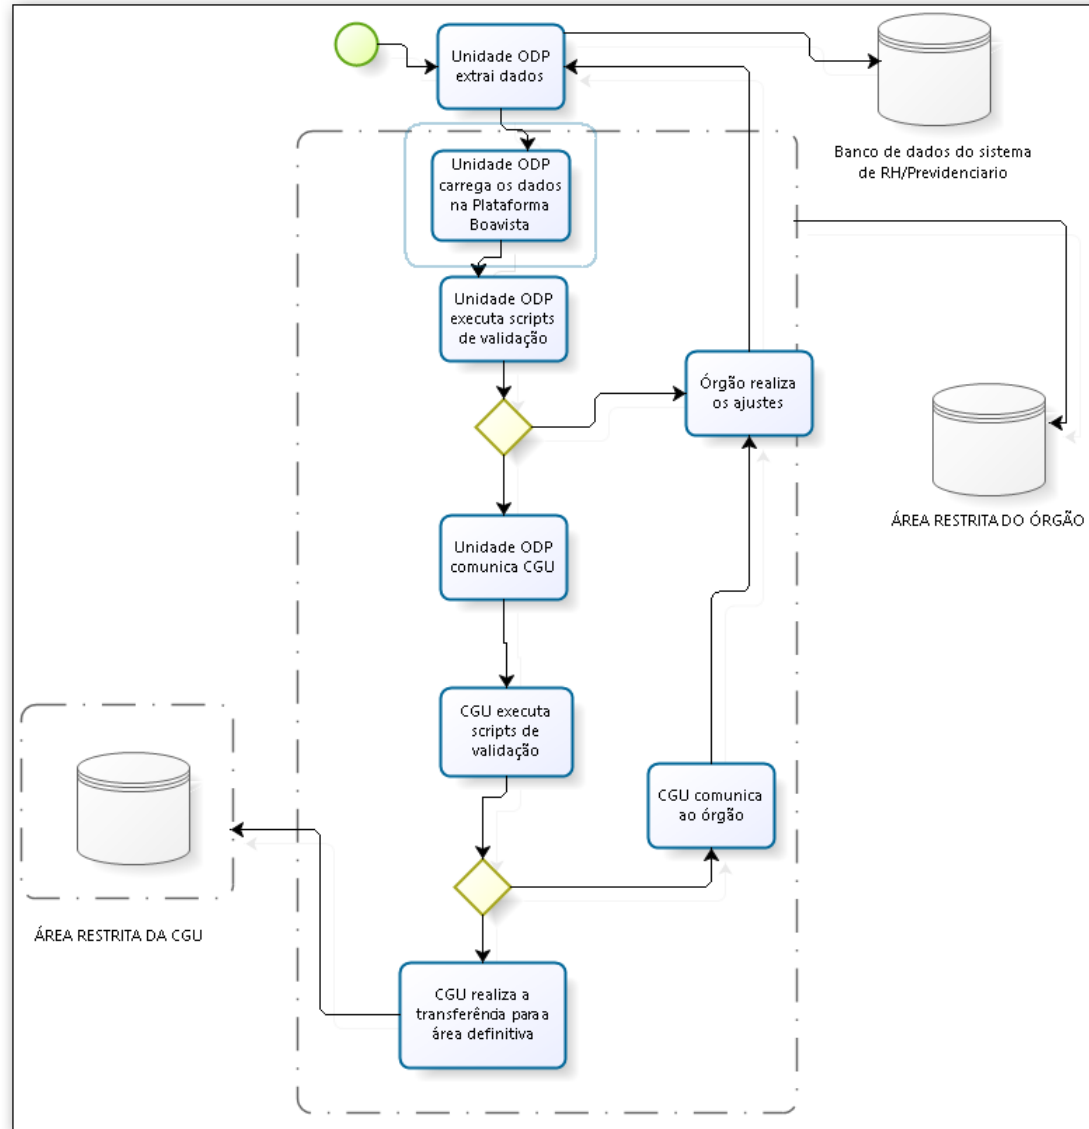 Unidade ODP
extrai dados
Banco de dados do sistema
de RH/Previdenciario
Unidade ODP
carrega os dados
na Plataforma
Boavista
Unidade ODP
executa scripts
de validação
Órgão realiza
os ajustes
ÁREA RESTRITA DO ÓRGÃO
Unidade ODP
comunica CGU
CGU executa
scripts de
validação
CGU comunica
ao órgão
ÁREA RESTRITA DA CGU
CGU realiza a
transferência para a
área definitiva